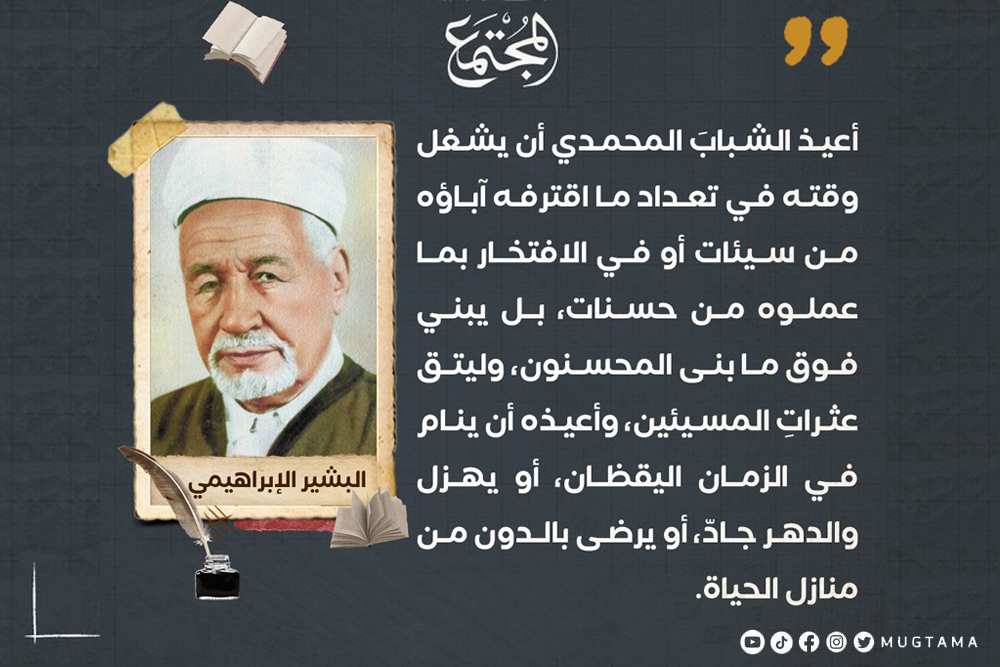 المجتمع
أعيذ الشبابَ المحمدي أن يشغل
وقته في تعداد ما اقترفه آباؤه
من سيئات أو في الافتخار بما
عملوه من حسنات، بل يبني
فوق ما بنى المحسنون، وليتق
عثراتِ المسيئين، وأعيذه أن ينام
في الزمان اليقظان، أو يهزل
والدهر جادّ، أو يرضى بالدون من
منازل الحياة.
البشير الإبراهيمي
MUGTAMA